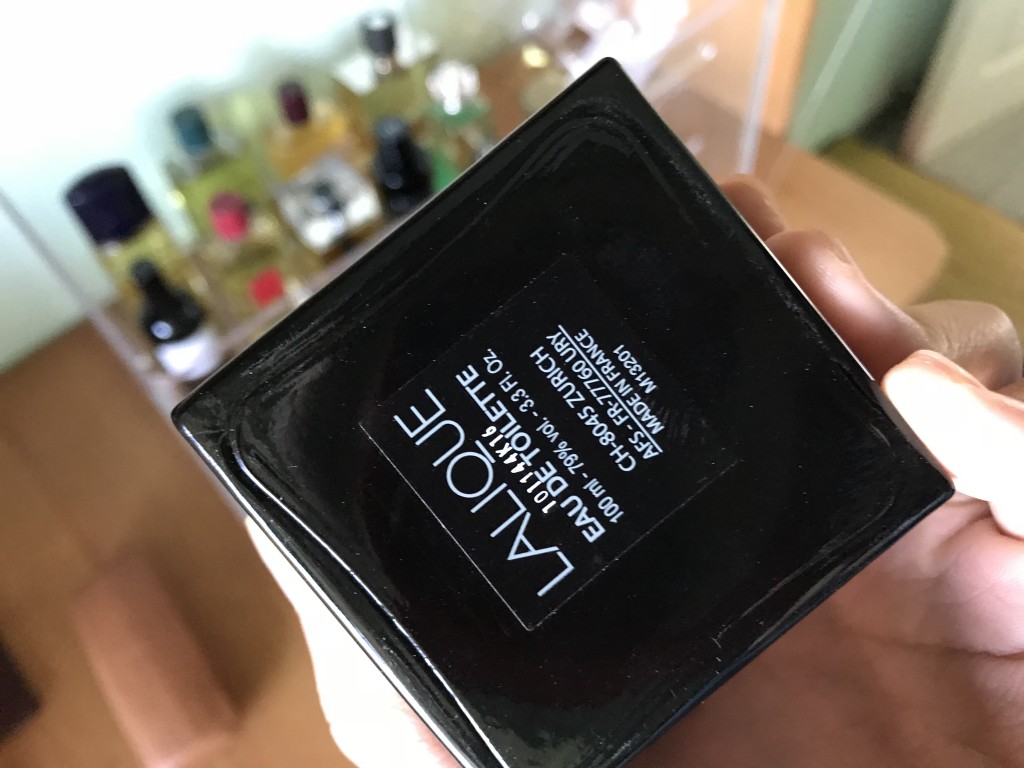 LALIQUE
10J144K16
EAU DE TOILETTE
100 ml - 79% vol. - 3.3 Fl. Oz.
CH-8045 ZURICH
AFS - FR-77760 URY
MADE IN FRANCE
M13201